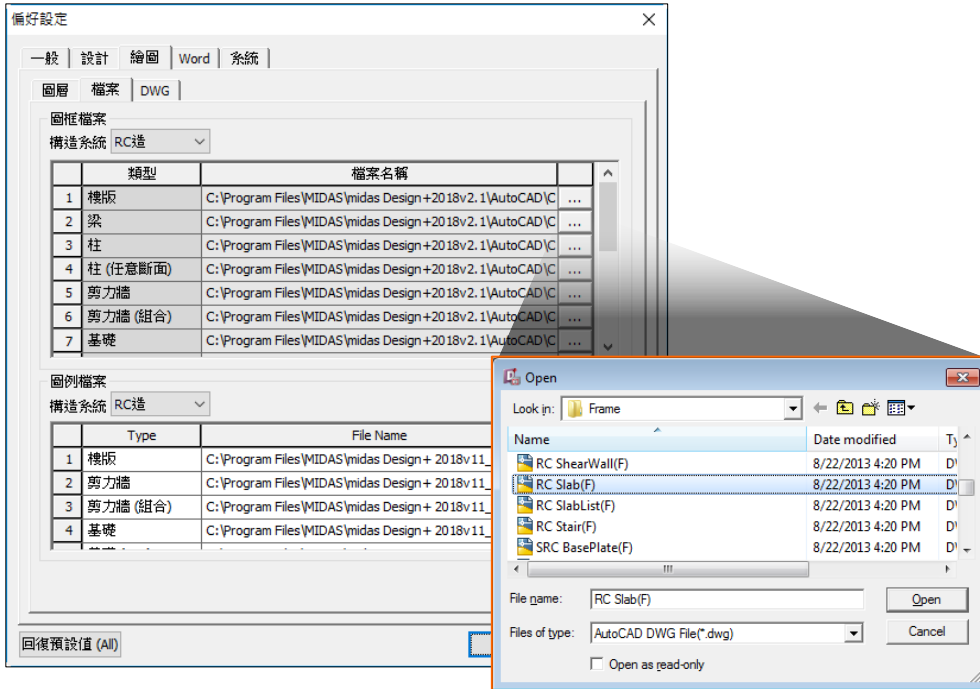 偏好設定
一般 設計 繪圖 Word 系統
圖層 檔案 DWG
圖框檔案
構造系統 RC造
類型 檔案名稱
1 樓版 C:\Program Files\MIDAS\midas Design+2018v2.1\AutoCAD\C ...
2 梁 C:\Program Files\MIDAS\midas Design+2018v2.1\AutoCAD\C ...
3 柱 C:\Program Files\MIDAS\midas Design+2018v2.1\AutoCAD\C ...
4 柱 (任意斷面) C:\Program Files\MIDAS\midas Design+2018v2.1\AutoCAD\C ...
5 剪力牆 C:\Program Files\MIDAS\midas Design+2018v2.1\AutoCAD\C ...
6 剪力牆 (組合) C:\Program Files\MIDAS\midas Design+2018v2.1\AutoCAD\C ...
7 基礎 C:\Program Files\MIDAS\midas Design+2018v2.1\AutoCAD\C ...
圖例檔案
構造系統 RC造
Type File Name
1 樓版 C:\Program Files\MIDAS\midas Design+ 2018v11_
2 剪力牆 C:\Program Files\MIDAS\midas Design+ 2018v11_
3 剪力牆 (組合) C:\Program Files\MIDAS\midas Design+ 2018v11_
4 基礎 C:\Program Files\MIDAS\midas Design+ 2018v11_
回復預設值 (All)
Open
Look in: Frame
Name Date modified Ty
RC ShearWall(F) 8/22/2013 4:20 PM D
RC Slab(F) 8/22/2013 4:20 PM D
RC SlabList(F) 8/22/2013 4:20 PM D
RC Stair(F) 8/22/2013 4:20 PM D
SRC BasePlate(F) 8/22/2013 4:20 PM D
File name: RC Slab(F) Open
Files of type: AutoCAD DWG File(*.dwg) Cancel
Open as read-only